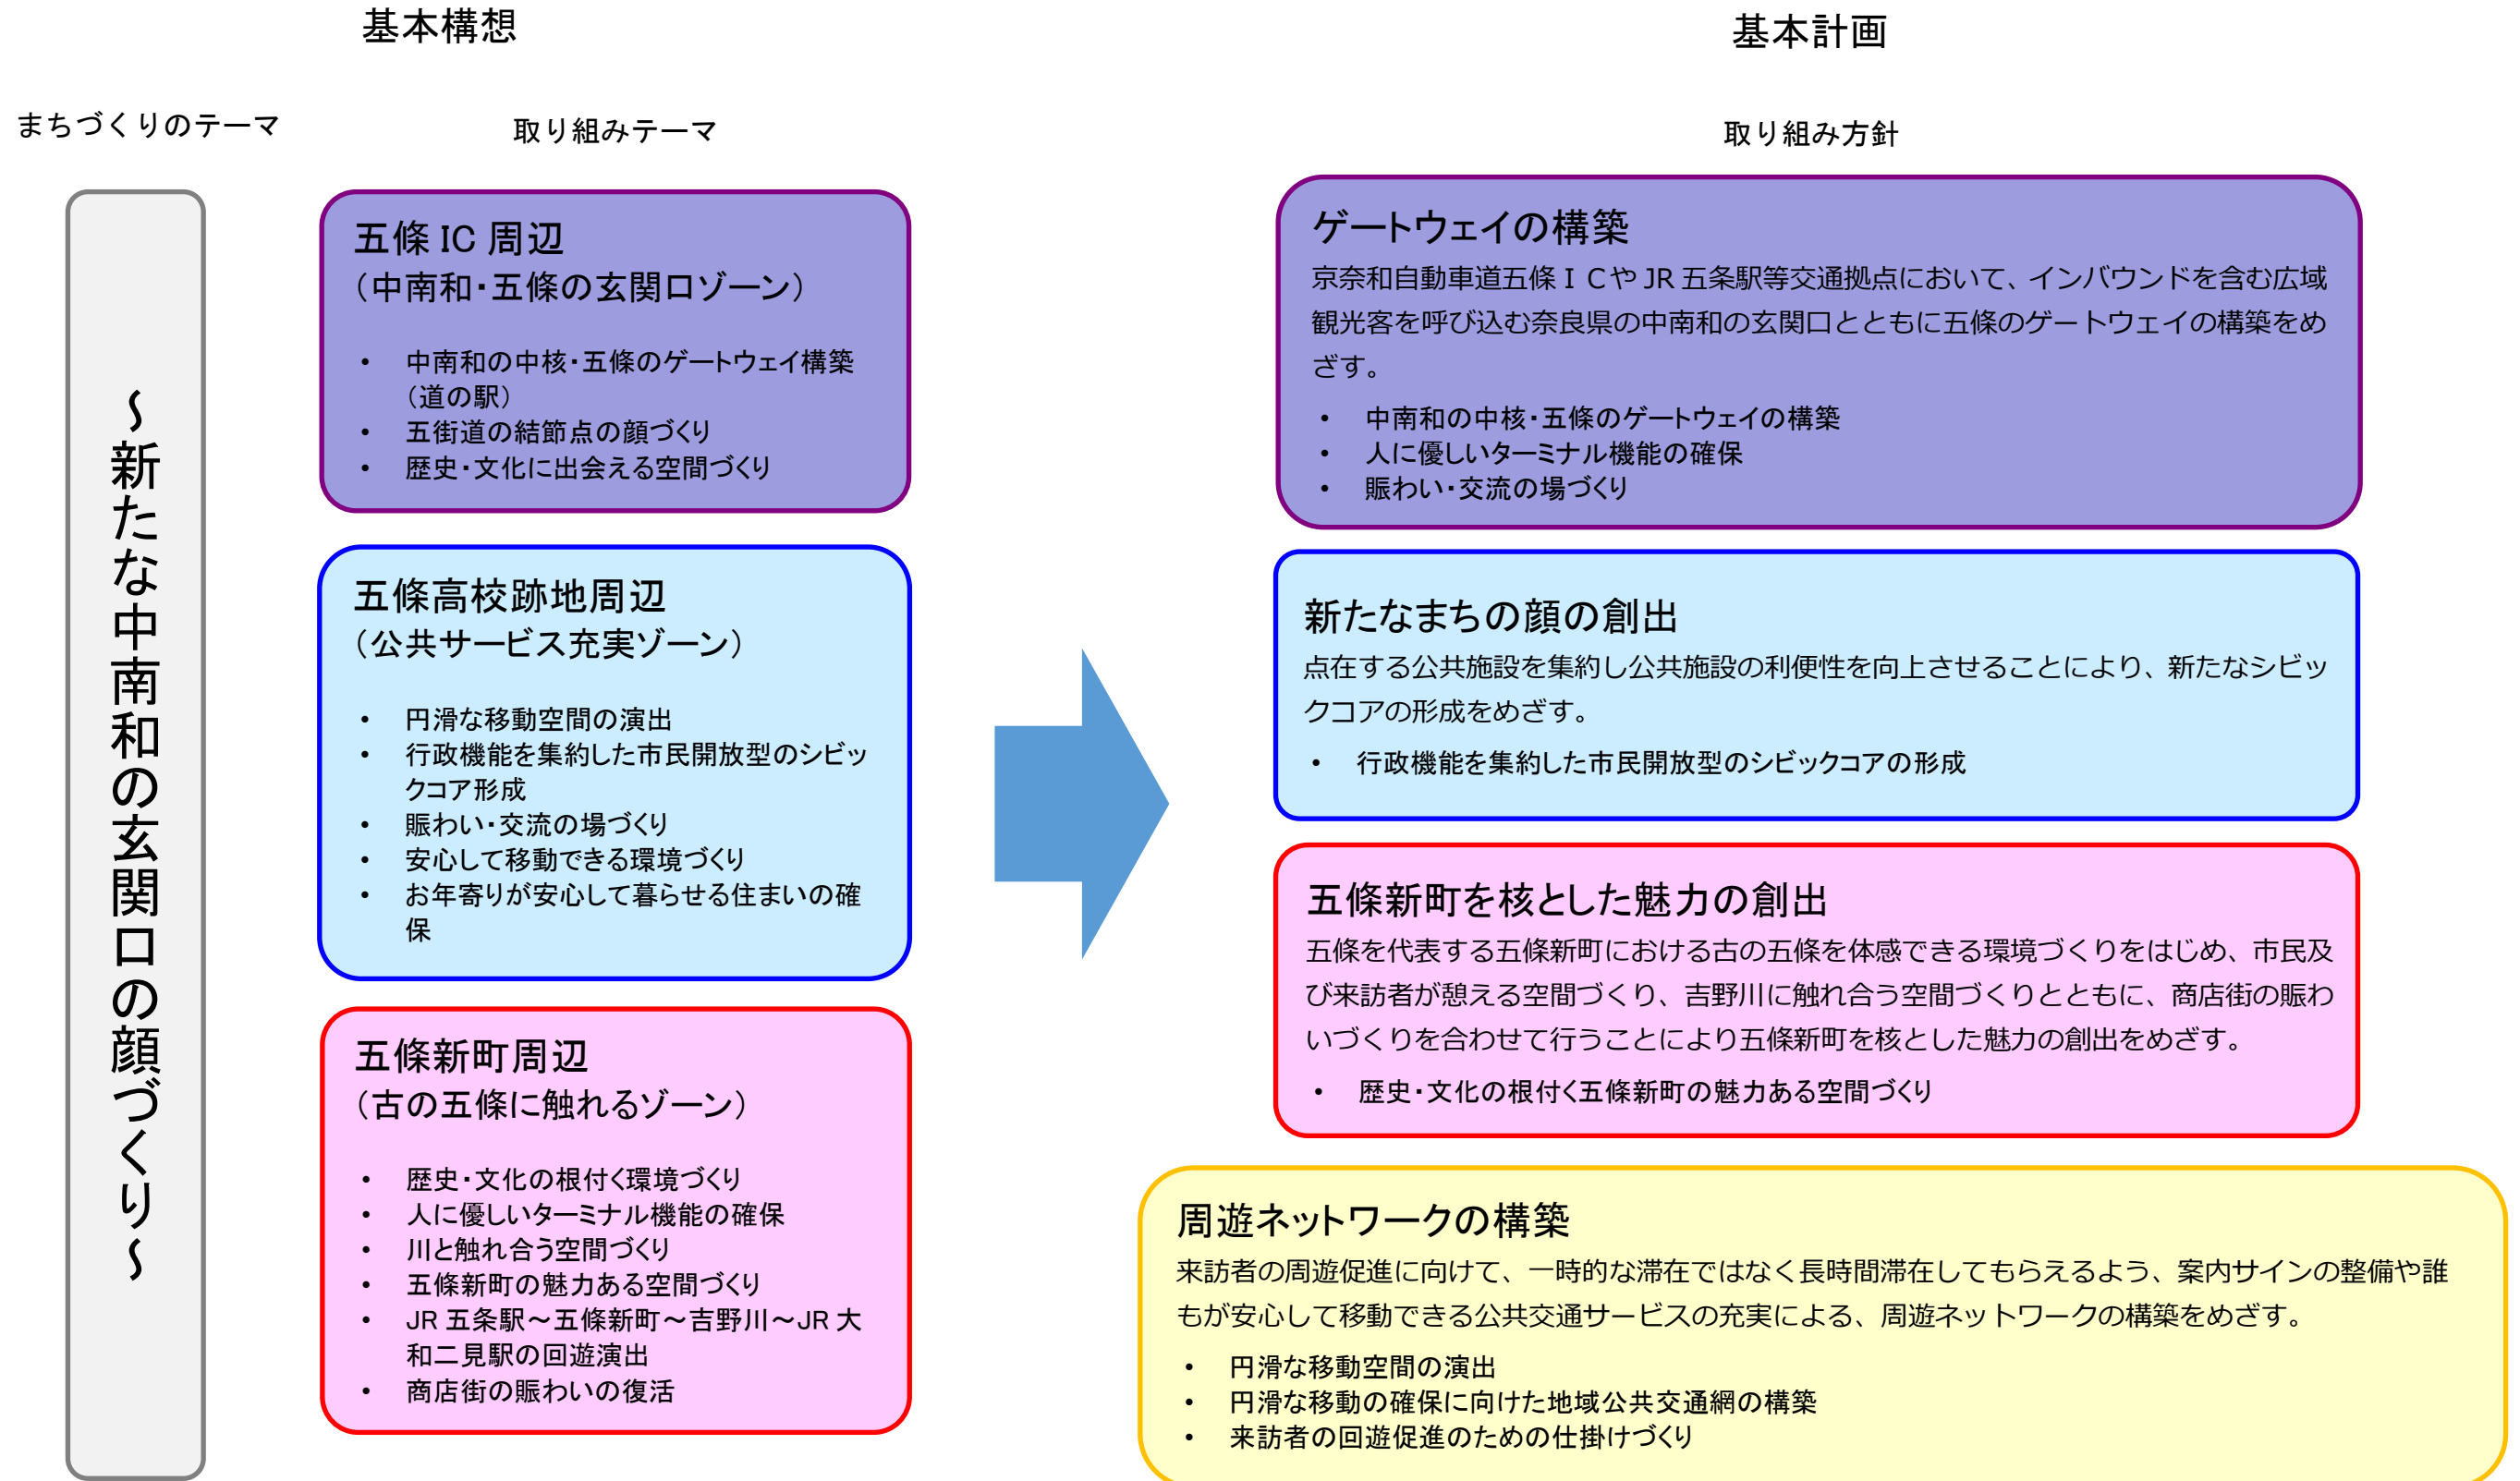 基本構想
まちづくりのテーマ
取り組みテーマ
～新たな中南和の玄関口の顔づくり～
五條 IC 周辺
（中南和・五條の玄関口ゾーン）
• 中南和の中核・五條のゲートウェイ構築
（道の駅）
• 五街道の結節点の顔づくり
• 歴史・文化に出会える空間づくり
五條高校跡地周辺
（公共サービス充実ゾーン）
• 円滑な移動空間の演出
• 行政機能を集約した市民開放型のシビッ
クコア形成
• 賑わい・交流の場づくり
• 安心して移動できる環境づくり
• お年寄りが安心して暮らせる住まいの確
保
五條新町周辺
（古の五條に触れるゾーン）
• 歴史・文化の根付く環境づくり
• 人に優しいターミナル機能の確保
• 川と触れ合う空間づくり
• 五條新町の魅力ある空間づくり
• JR 五条駅～五條新町～吉野川～JR 大
和二見駅の回遊演出
• 商店街の賑わいの復活
基本計画
取り組み方針
ゲートウェイの構築
京奈和自動車道五條ＩＣや JR 五条駅等交通拠点において、インバウンドを含む広域
観光客を呼び込む奈良県の中南和の玄関口とともに五條のゲートウェイの構築をめ
ざす。
• 中南和の中核・五條のゲートウェイの構築
• 人に優しいターミナル機能の確保
• 賑わい・交流の場づくり
新たなまちの顔の創出
点在する公共施設を集約し公共施設の利便性を向上させることにより、新たなシビッ
クコアの形成をめざす。
• 行政機能を集約した市民開放型のシビックコアの形成
五條新町を核とした魅力の創出
五條を代表する五條新町における古の五條を体感できる環境づくりをはじめ、市民及
び来訪者が憩える空間づくり、吉野川に触れ合う空間づくりとともに、商店街の賑わ
いづくりを合わせて行うことにより五條新町を核とした魅力の創出をめざす。
• 歴史・文化の根付く五條新町の魅力ある空間づくり
周遊ネットワークの構築
来訪者の周遊促進に向けて、一時的な滞在ではなく長時間滞在してもらえるよう、案内サインの整備や誰
もが安心して移動できる公共交通サービスの充実による、周遊ネットワークの構築をめざす。
• 円滑な移動空間の演出
• 円滑な移動の確保に向けた地域公共交通網の構築
• 来訪者の回遊促進のための仕掛けづくり